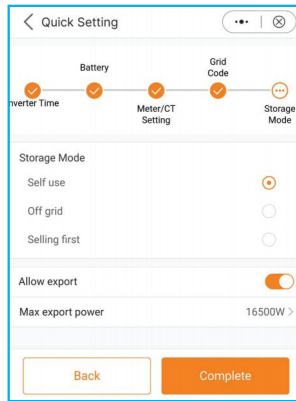 Quick Setting
Battery
Grid
Code
nverter Time
Meter/CT
Setting
Storage
Mode
Storage Mode
Self use
Off grid
Selling first
Allow export
Max export power 16500W >
Back Complete